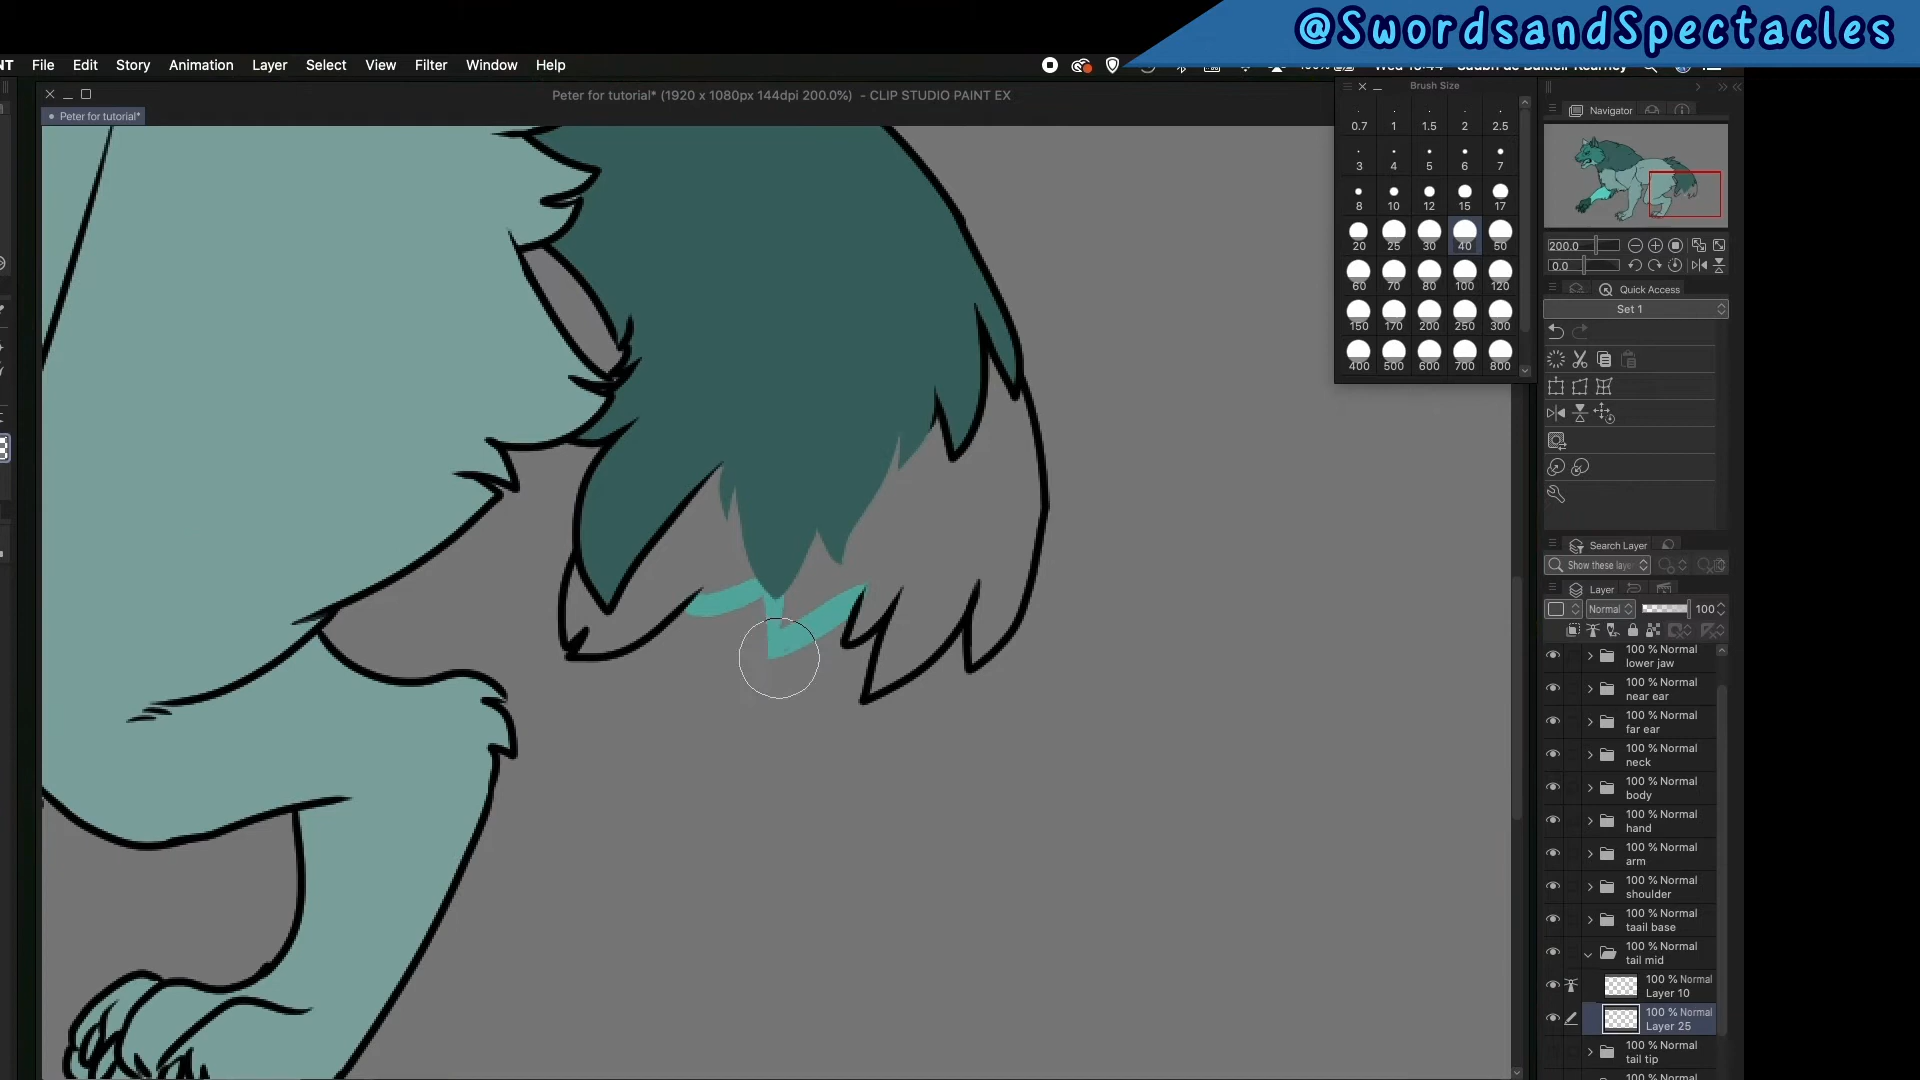 @SwordsandSpectacles
NT File Edit Story Animation Layer Select View Filter Window Help
Peter for tutorial* (1920 x 1080px 144dpi 200.0%) - CLIP STUDIO PAINT EX
Peter for tutorial*
Brush Size
0.7 1 1.5 2 2.5
3 4 5 6 7
8 10 12 15 17
20 25 30 40 50
60 70 80 100 120
150 170 200 250 300
400 500 600 700 800
Navigator
200.0
0.0
Quick Access
Set 1
Search Layer
Show these laye
Layer
Normal 100
100 % Normal
lower jaw
100 % Normal
near ear
100 % Normal
far ear
100 % Normal
neck
100 % Normal
body
100 % Normal
hand
100 % Normal
arm
100 % Normal
shoulder
100 % Normal
taail base
100 % Normal
tail mid
100 % Normal
Layer 10
100 % Normal
Layer 25
100 % Normal
tail tip